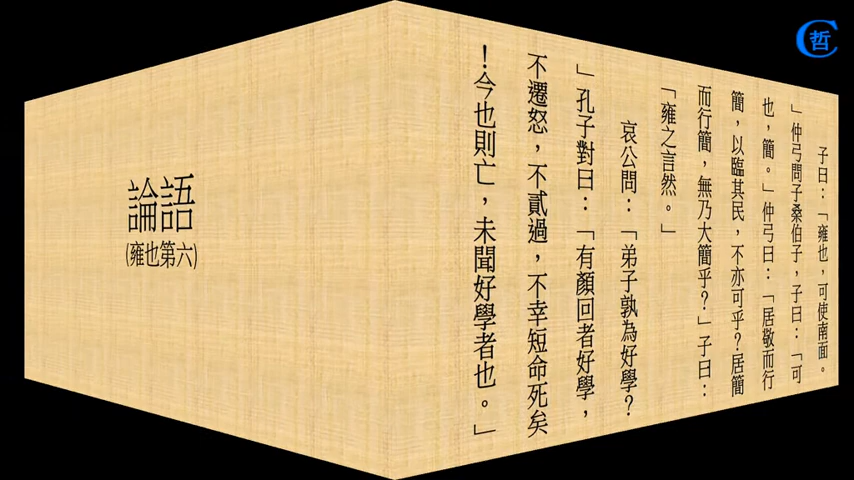 論語
(雍也第六)
子曰：「雍也，可使南面。
」仲弓問子桑伯子，子曰：「可
也，簡。」仲弓曰：「居敬而行
簡，以臨其民，不亦可乎？居簡
而行簡，無乃大簡乎？」子曰：
「雍之言然。」
哀公問：「弟子孰為好學？
」孔子對曰：「有顏回者好學，
不遷怒，不貳過，不幸短命死矣
！今也則亡，未聞好學者也。」
哲